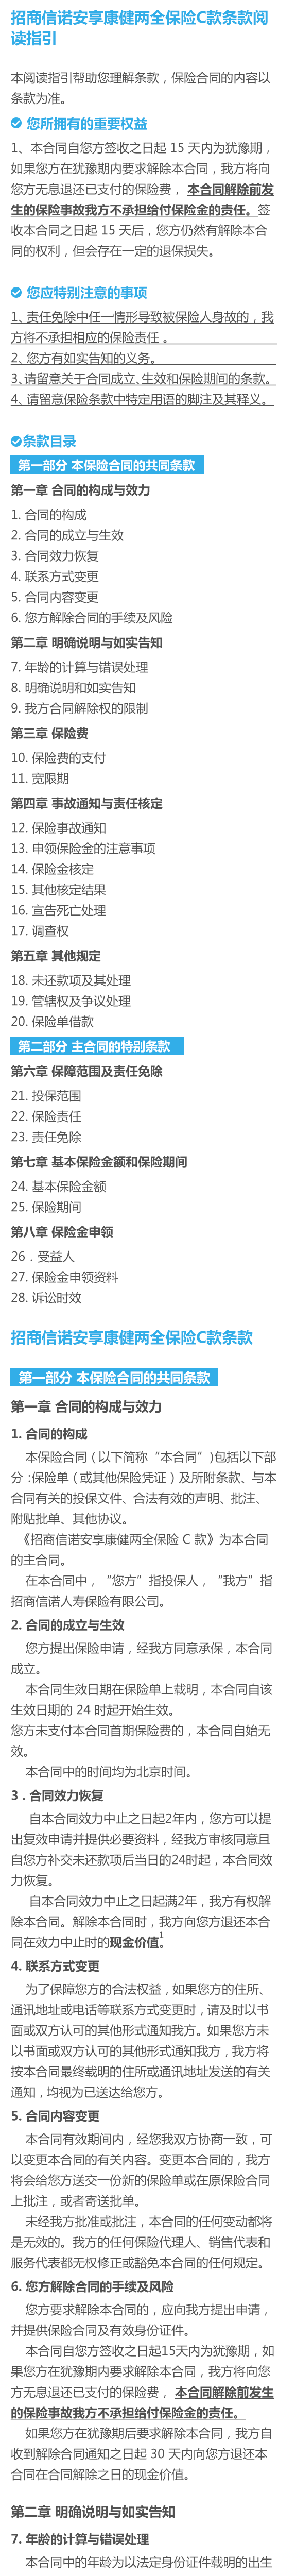 招商信诺安享康健两全保险C款条款阅
读指引
本阅读指引帮助您理解条款，保险合同的内容以
条款为准。
您所拥有的重要权益
1、本合同自您方签收之日起 15 天内为犹豫期，
如果您方在犹豫期内要求解除本合同，我方将向
您方无息退还已支付的保险费， 本合同解除前发
生的保险事故我方不承担给付保险金的责任。签
收本合同之日起 15 天后，您方仍然有解除本合
同的权利，但会存在一定的退保损失。
您应特别注意的事项
1、责任免除中任一情形导致被保险人身故的，我
方将不承担相应的保险责任 。
2、您方有如实告知的义务。
3、请留意关于合同成立、生效和保险期间的条款。
4、请留意保险条款中特定用语的脚注及其释义。
条款目录
第一部分 本保险合同的共同条款
第一章 合同的构成与效力
1. 合同的构成
2. 合同的成立与生效
3. 合同效力恢复
4. 联系方式变更
5. 合同内容变更
6. 您方解除合同的手续及风险
第二章 明确说明与如实告知
7. 年龄的计算与错误处理
8. 明确说明和如实告知
9. 我方合同解除权的限制
第三章 保险费
10. 保险费的支付
11. 宽限期
第四章 事故通知与责任核定
12. 保险事故通知
13. 申领保险金的注意事项
14. 保险金核定
15. 其他核定结果
16. 宣告死亡处理
17. 调查权
第五章 其他规定
18. 未还款项及其处理
19. 管辖权及争议处理
20. 保险单借款
第二部分 主合同的特别条款
第六章 保障范围及责任免除
21. 投保范围
22. 保险责任
23. 责任免除
第七章 基本保险金额和保险期间
24. 基本保险金额
25. 保险期间
第八章 保险金申领
26．受益人
27. 保险金申领资料
28. 诉讼时效
招商信诺安享康健两全保险C款条款
第一部分 本保险合同的共同条款
第一章 合同的构成与效力
1. 合同的构成
本保险合同（以下简称“本合同”）包括以下部
分：保险单（或其他保险凭证）及所附条款、与本
合同有关的投保文件、合法有效的声明、批注、
附贴批单、其他协议。
《招商信诺安享康健两全保险 C 款》为本合同
的主合同。
在本合同中，“您方”指投保人，“我方”指
招商信诺人寿保险有限公司。
2. 合同的成立与生效
您方提出保险申请，经我方同意承保，本合同
成立。
本合同生效日期在保险单上载明，本合同自该
生效日期的 24 时起开始生效。
您方未支付本合同首期保险费的，本合同自始无
效。
本合同中的时间均为北京时间。
3．合同效力恢复
自本合同效力中止之日起2年内，您方可以提
出复效申请并提供必要资料，经我方审核同意且
自您方补交未还款项后当日的24时起，本合同效
力恢复。
自本合同效力中止之日起满2年，我方有权解
除本合同。解除本合同时，我方向您方退还本合
同在效力中止时的现金价值1。
4. 联系方式变更
为了保障您方的合法权益，如果您方的住所、
通讯地址或电话等联系方式变更时，请及时以书
面或双方认可的其他形式通知我方。如果您方未
以书面或双方认可的其他形式通知我方，我方将
按本合同最终载明的住所或通讯地址发送的有关
通知，均视为已送达给您方。
5. 合同内容变更
本合同有效期间内，经您我双方协商一致，可
以变更本合同的有关内容。变更本合同的，我方
将会给您方送交一份新的保险单或在原保险合同
上批注，或者寄送批单。
未经我方批准或批注，本合同的任何变动都将
是无效的。我方的任何保险代理人、销售代表和
服务代表都无权修正或豁免本合同的任何规定。
6. 您方解除合同的手续及风险
您方要求解除本合同的，应向我方提出申请，
并提供保险合同及有效身份证件。
本合同自您方签收之日起15天内为犹豫期，如
果您方在犹豫期内要求解除本合同，我方将向您
方无息退还已支付的保险费， 本合同解除前发生
的保险事故我方不承担给付保险金的责任。
如果您方在犹豫期后要求解除本合同，我方自
收到解除合同通知之日起 30 天内向您方退还本
合同在合同解除之日的现金价值。
第二章 明确说明与如实告知
7. 年龄的计算与错误处理
本合同中的年龄为以法定身份证件载明的出生